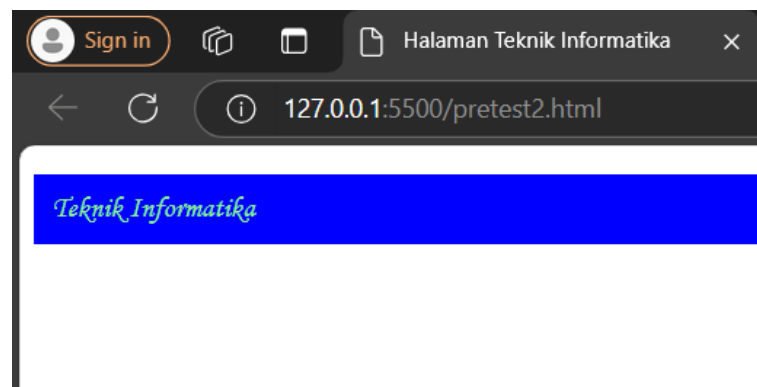 Sign in
Halaman Teknik Informatika
127.0.0.1:5500/pretest2.html
Teknik Informatika